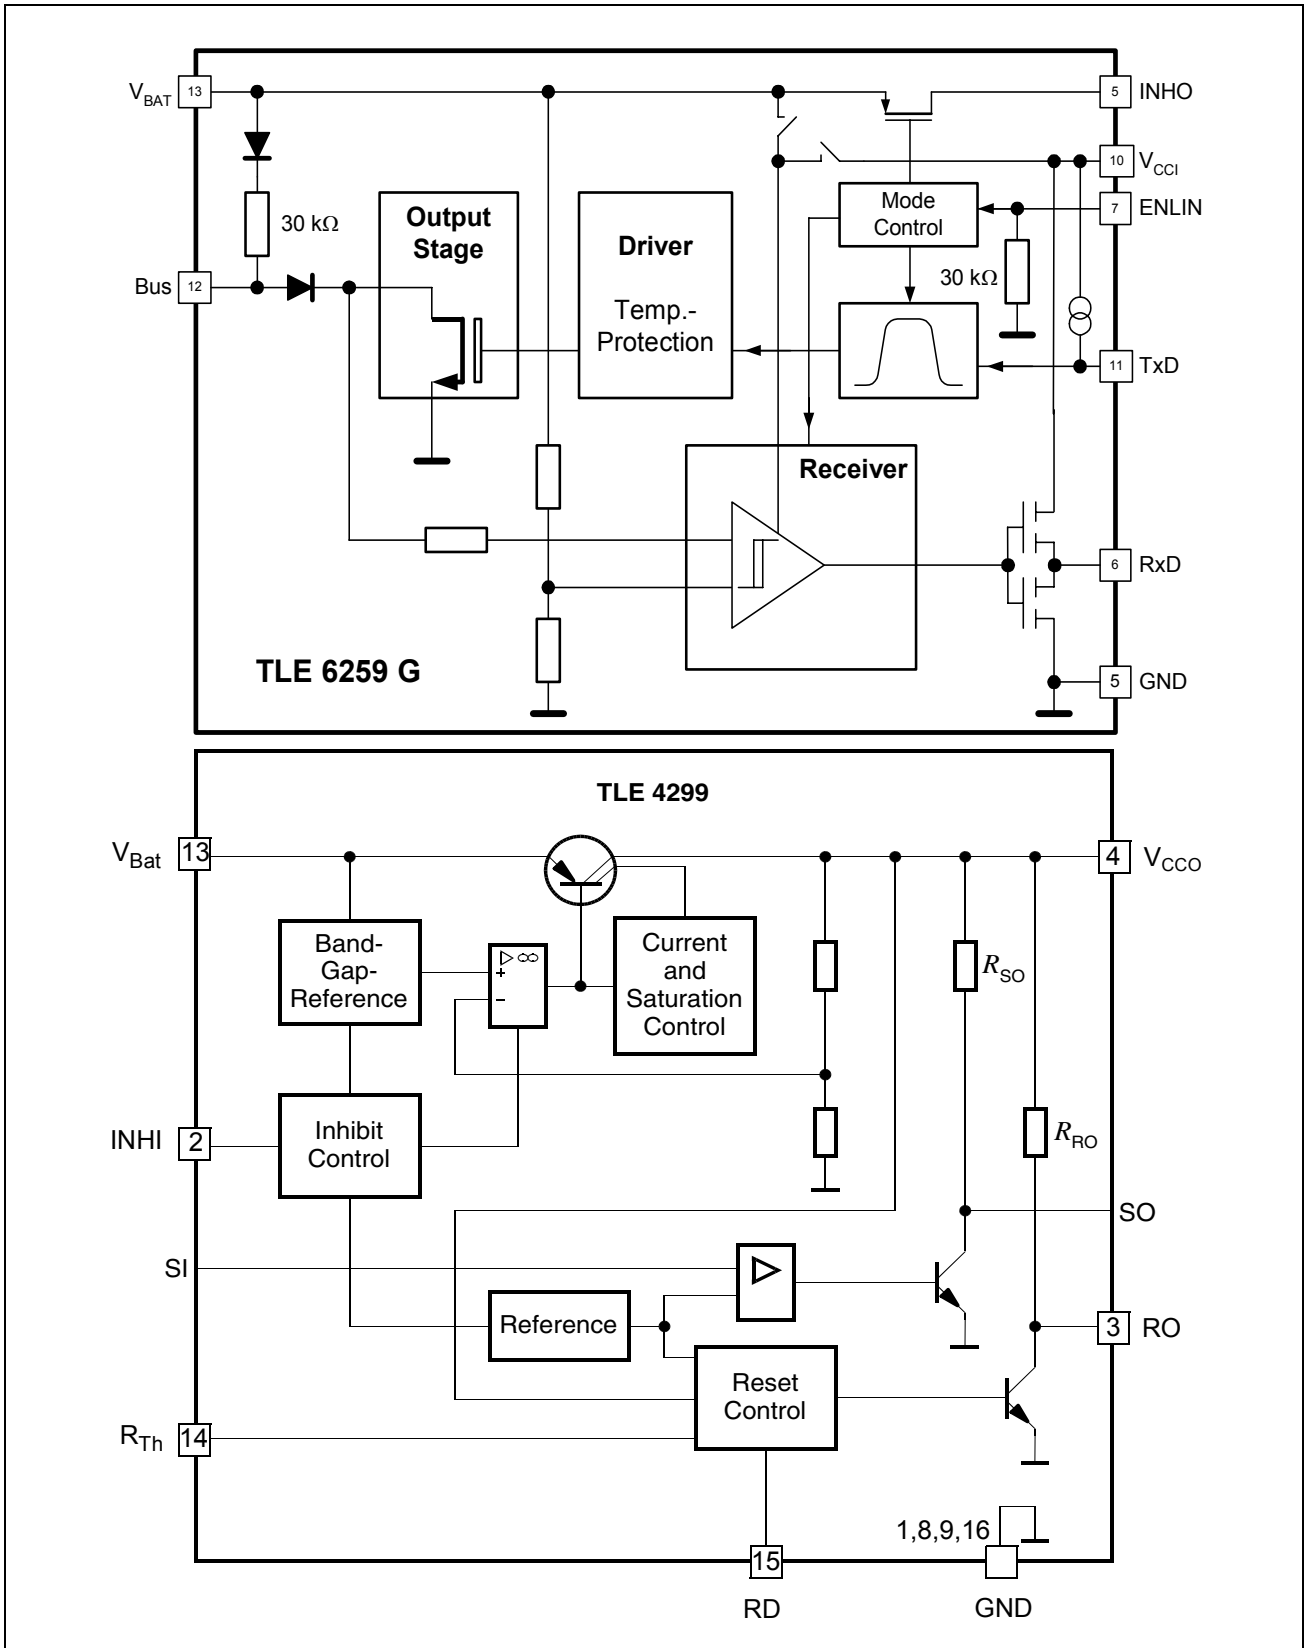 V_BAT 13
5 INHO
10 V_CCI
Mode
Control
7 ENLIN
30 kΩ
Output
Stage
Driver
30 kΩ
Bus 12
Temp.-
Protection
11 TxD
Receiver
6 RxD
TLE 6259 G
5 GND
TLE 4299
V_Bat 13
4 V_CCO
Band-
Gap-
Reference
▷ ∞
+
−
Current
and
Saturation
Control
R_SO
INHI 2
Inhibit
Control
R_RO
SO
SI
Reference
3 RO
Reset
Control
R_Th 14
1,8,9,16
15
RD
GND